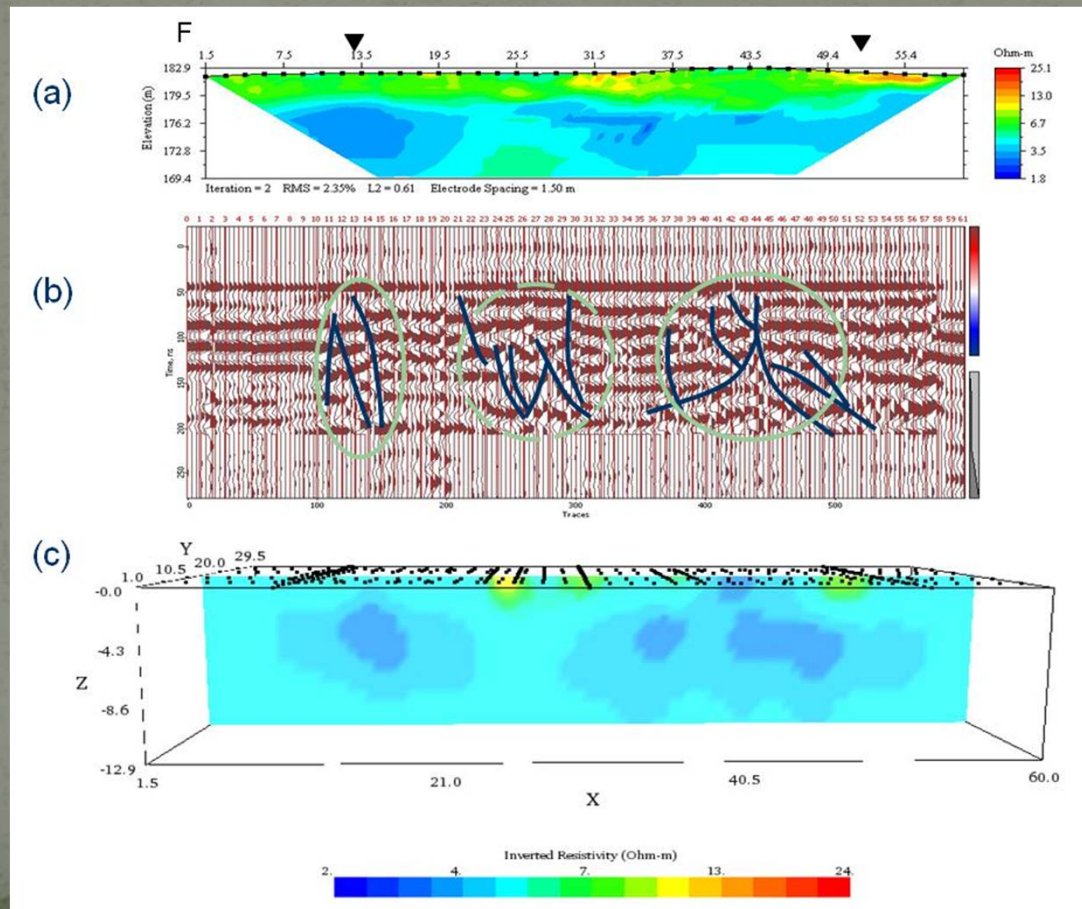 F
1.5 7.5 13.5 19.5 25.5 31.5 37.5 43.5 49.4 55.4 Ohm-m
(a)
Elevation (m)
182.9
179.5
176.2
172.8
169.4
25.1
13.0
6.7
3.5
1.8
Iteration = 2 RMS = 2.35% L2 = 0.61 Electrode Spacing = 1.50 m
0 1 2 3 4 5 6 7 8 9 10 11 12 13 14 15 16 17 18 19 20 21 22 23 24 25 26 27 28 29 30 31 32 33 34 35 36 37 38 39 40 41 42 43 44 45 46 47 48 49 50 51 52 53 54 55 56 57 58 59 60 61
(b)
Time, ns
0
50
100
150
200
250
0 100 200 300 400 500
Traces
(c)
Y
1.0 10.5 20.0 29.5
-0.0
-4.3
Z
-8.6
-12.9
1.5 21.0 40.5 60.0
X
Inverted Resistivity (Ohm-m)
2. 4. 7. 13. 24.